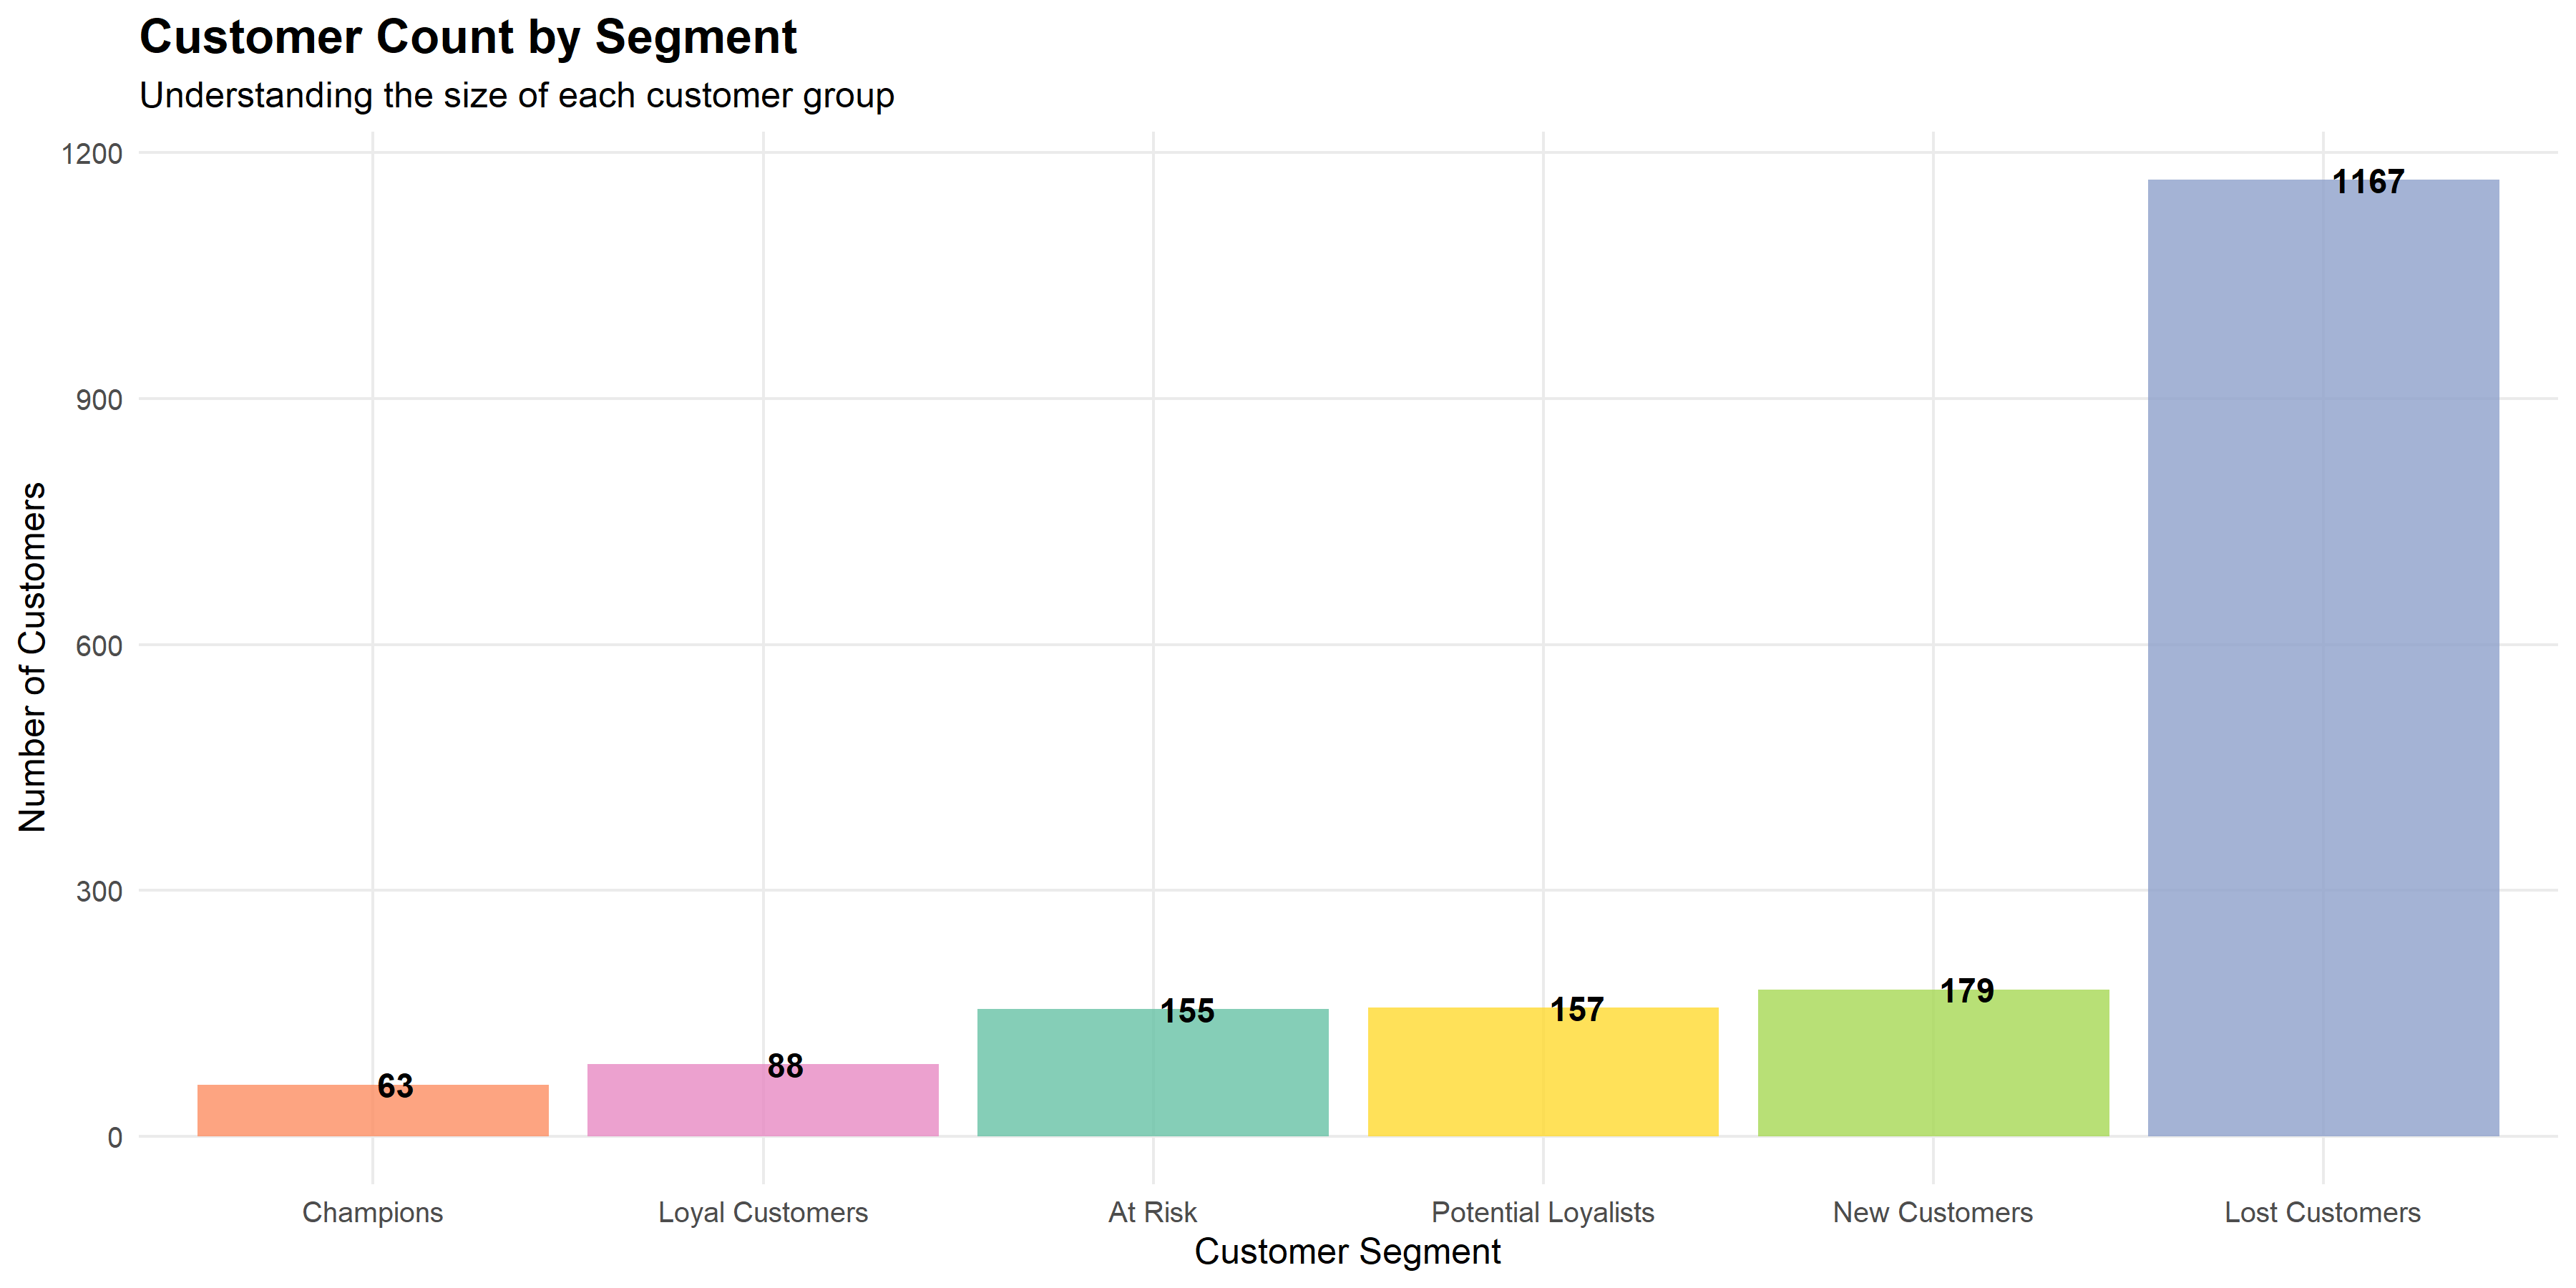 Customer Count by Segment
Understanding the size of each customer group
Number of Customers
1200
900
600
300
0
63
88
155
157
179
1167
Champions
Loyal Customers
At Risk
Potential Loyalists
New Customers
Lost Customers
Customer Segment